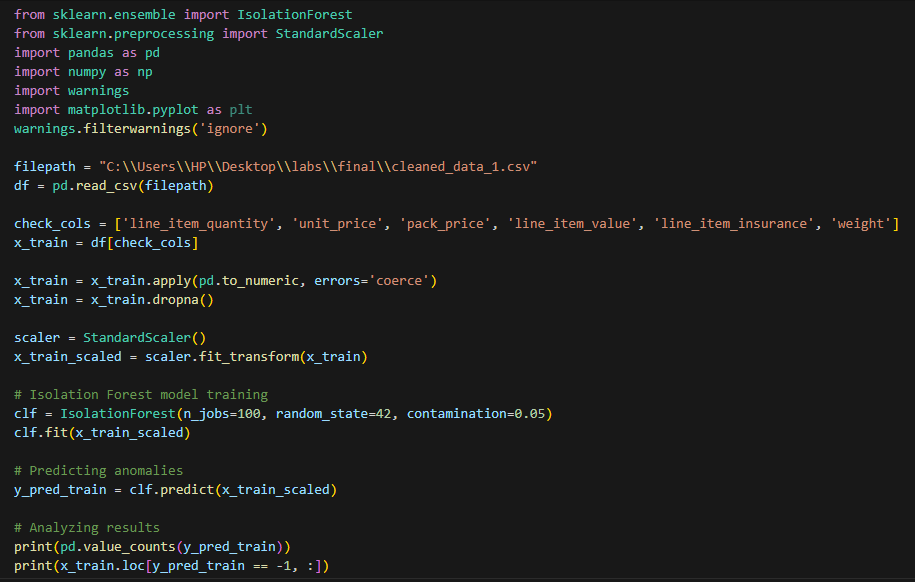 from sklearn.ensemble import IsolationForest
from sklearn.preprocessing import StandardScaler
import pandas as pd
import numpy as np
import warnings
import matplotlib.pyplot as plt
warnings.filterwarnings('ignore')

filepath = "C:\\Users\\HP\\Desktop\\labs\\final\\cleaned_data_1.csv"
df = pd.read_csv(filepath)

check_cols = ['line_item_quantity', 'unit_price', 'pack_price', 'line_item_value', 'line_item_insurance', 'weight']
x_train = df[check_cols]

x_train = x_train.apply(pd.to_numeric, errors='coerce')
x_train = x_train.dropna()

scaler = StandardScaler()
x_train_scaled = scaler.fit_transform(x_train)

# Isolation Forest model training
clf = IsolationForest(n_jobs=100, random_state=42, contamination=0.05)
clf.fit(x_train_scaled)

# Predicting anomalies
y_pred_train = clf.predict(x_train_scaled)

# Analyzing results
print(pd.value_counts(y_pred_train))
print(x_train.loc[y_pred_train == -1, :])